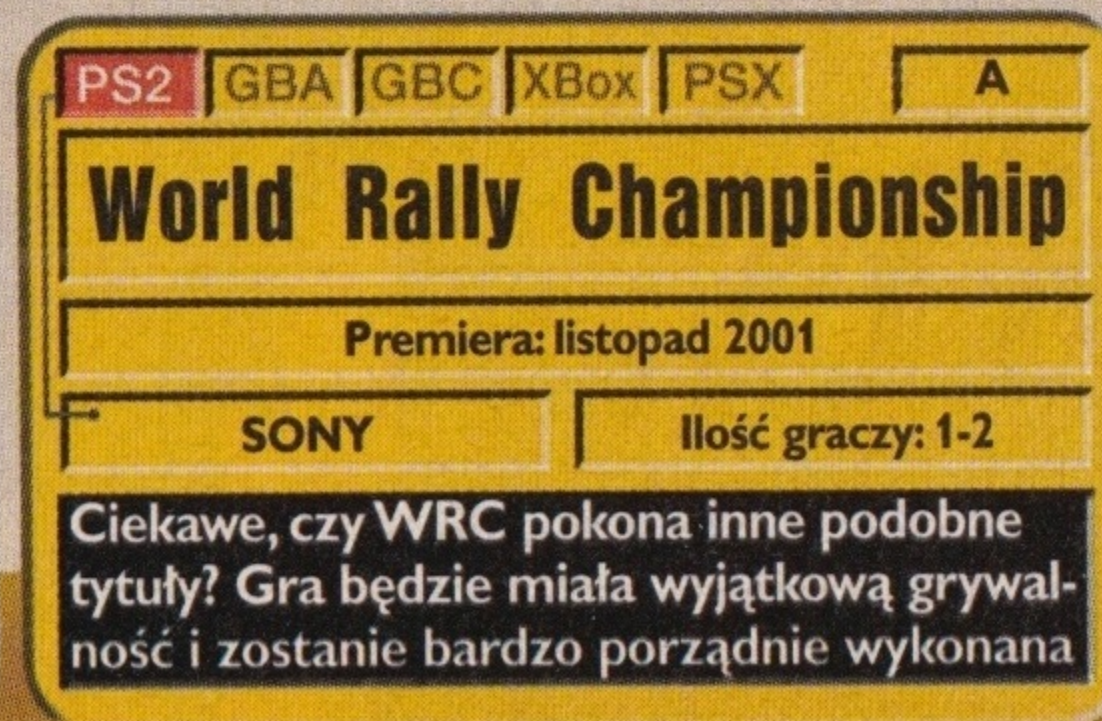 PS2 GBA GBC XBox PSX A
World Rally Championship
Premiera: listopad 2001
SONY Ilość graczy: 1-2
Ciekawe, czy WRC pokona inne podobne
tytuły? Gra będzie miała wyjątkową grywal-
ność i zostanie bardzo porządnie wykonana